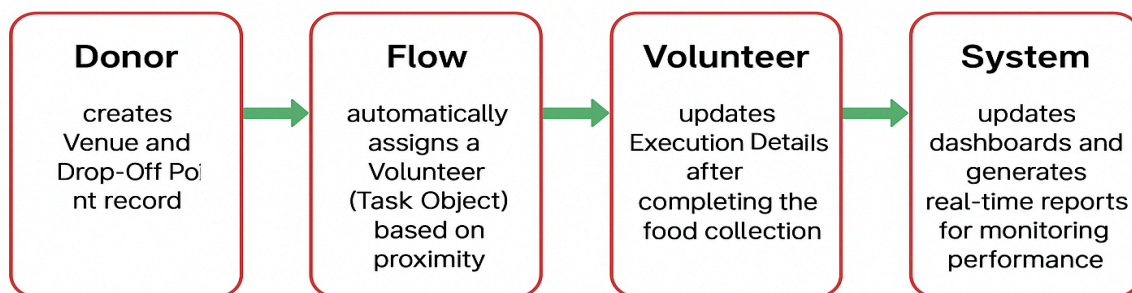 Donor
creates
Venue and
Drop-Off Poi
nt record
Flow
automatically
assigns a
Volunteer
(Task Object)
based on
proximity
Volunteer
updates
Execution Details
after
completing the
food collection
System
updates
dashboards and
generates
real-time reports
for monitoring
performance